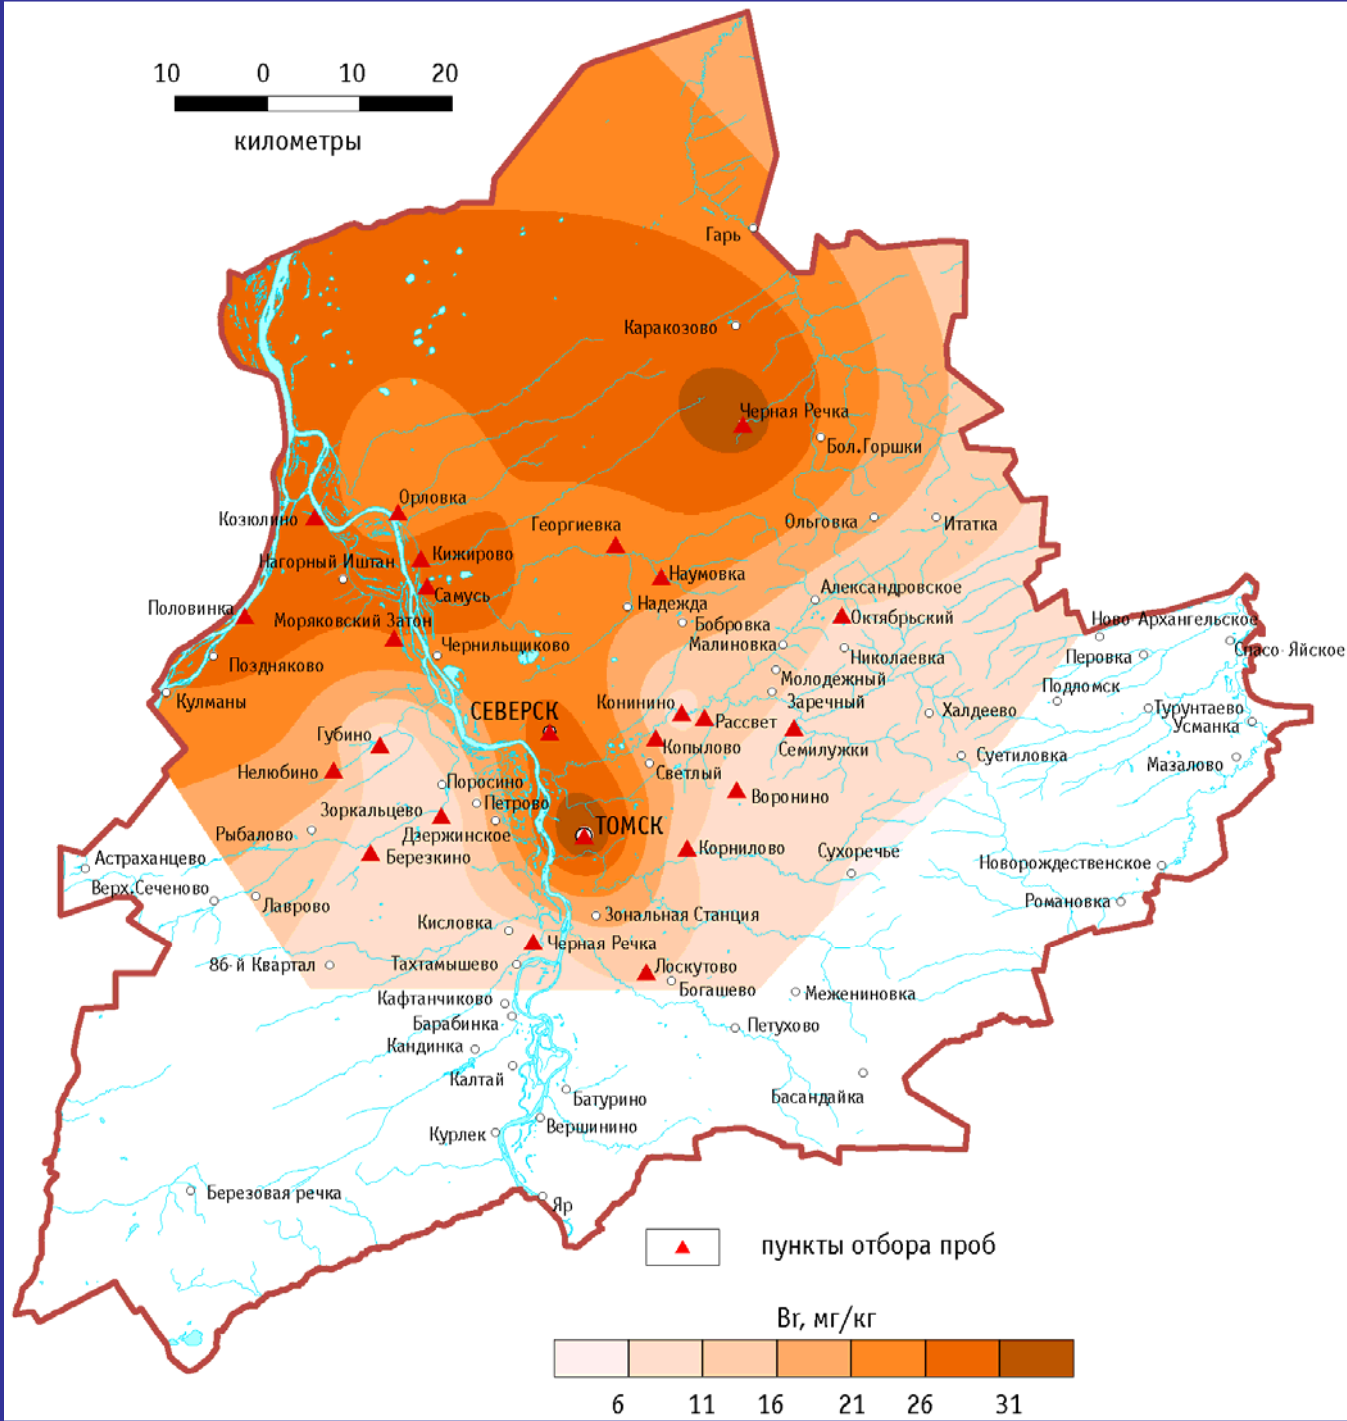 10 0 10 20
километры
Гарь
Каракозово
Черная Речка
Бол.Горшки
Орловка
Козюлино
Георгиевка
Ольговка
Итатка
Кижирово
Нагорный Иштан
Наумовка
Александровское
Самусь
Надежда
Половинка
Моряковский Затон
Октябрьский
Ново-Архангельское
Бобровка
Чернильщиково
Малиновка
Николаевка
Перовка
Спасо-Яйское
Поздняково
Молодежный
Подломск
Кулманы
Конинино
Заречный
СЕВЕРСК
Рассвет
Халдеево
Турунтаево
Усманка
Губино
Копылово
Семилужки
Суетиловка
Мазалово
Нелюбино
Светлый
Поросино
Воронино
Петрово
Зоркальцево
Рыбалово
Дзержинское
ТОМСК
Березкино
Корнилово
Сухоречье
Астраханцево
Новорождественское
Верх.Сеченово
Лаврово
Романовка
Кисловка
Зональная Станция
Черная Речка
86-й Квартал
Тахтамышево
Лоскутово
Богашево
Межениновка
Кафтанчиково
Барабинка
Петухово
Кандинка
Калтай
Батурино
Басандайка
Курлек
Вершинино
Березовая речка
Яр
пункты отбора проб
Br, мг/кг
6 11 16 21 26 31